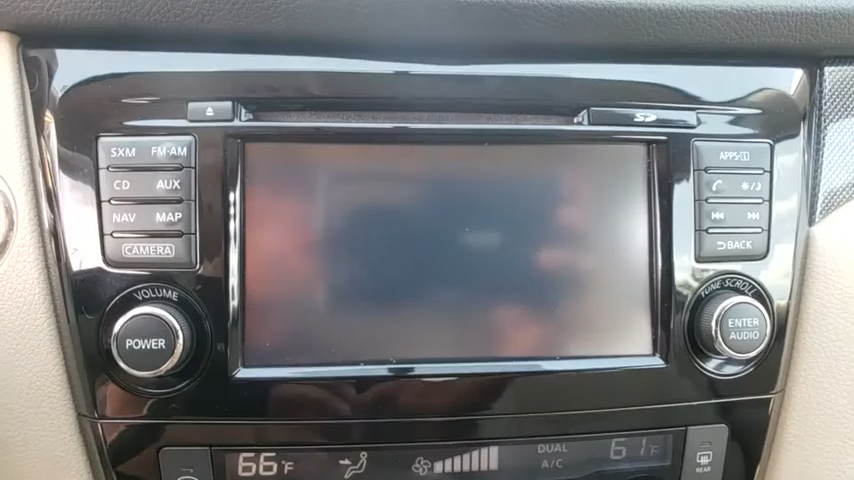 SD
SXM FM·AM
CD AUX
NAV MAP
CAMERA
APPS·i
BACK
VOLUME
POWER
TUNE·SCROLL
ENTER
AUDIO
66°F
DUAL
A/C
61°F
REAR